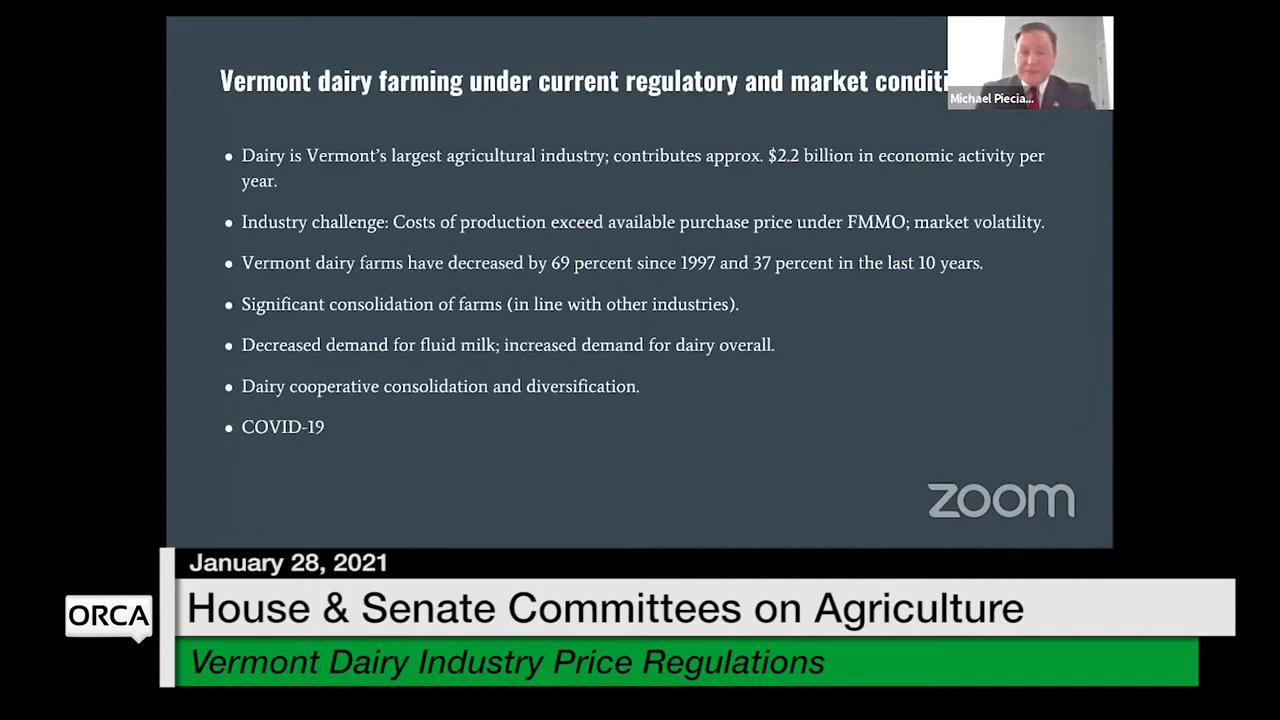 Vermont dairy farming under current regulatory and market conditi
Michael Piecia...
• Dairy is Vermont's largest agricultural industry; contributes approx. $2.2 billion in economic activity per
year.
• Industry challenge: Costs of production exceed available purchase price under FMMO; market volatility.
• Vermont dairy farms have decreased by 69 percent since 1997 and 37 percent in the last 10 years.
• Significant consolidation of farms (in line with other industries).
• Decreased demand for fluid milk; increased demand for dairy overall.
• Dairy cooperative consolidation and diversification.
• COVID-19
zoom
January 28, 2021
ORCA
House & Senate Committees on Agriculture
Vermont Dairy Industry Price Regulations